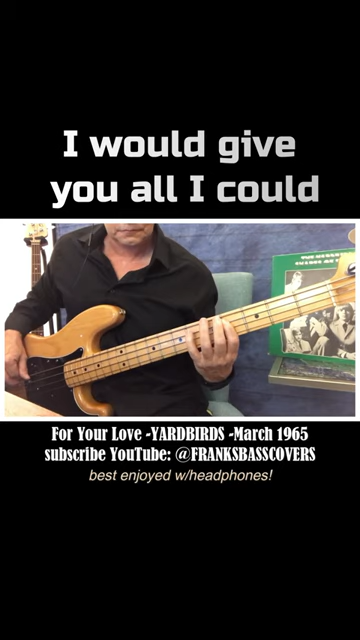 I would give
you all I could
For Your Love -YARDBIRDS -March 1965
subscribe YouTube: @FRANKSBASSCOVERS
best enjoyed w/headphones!